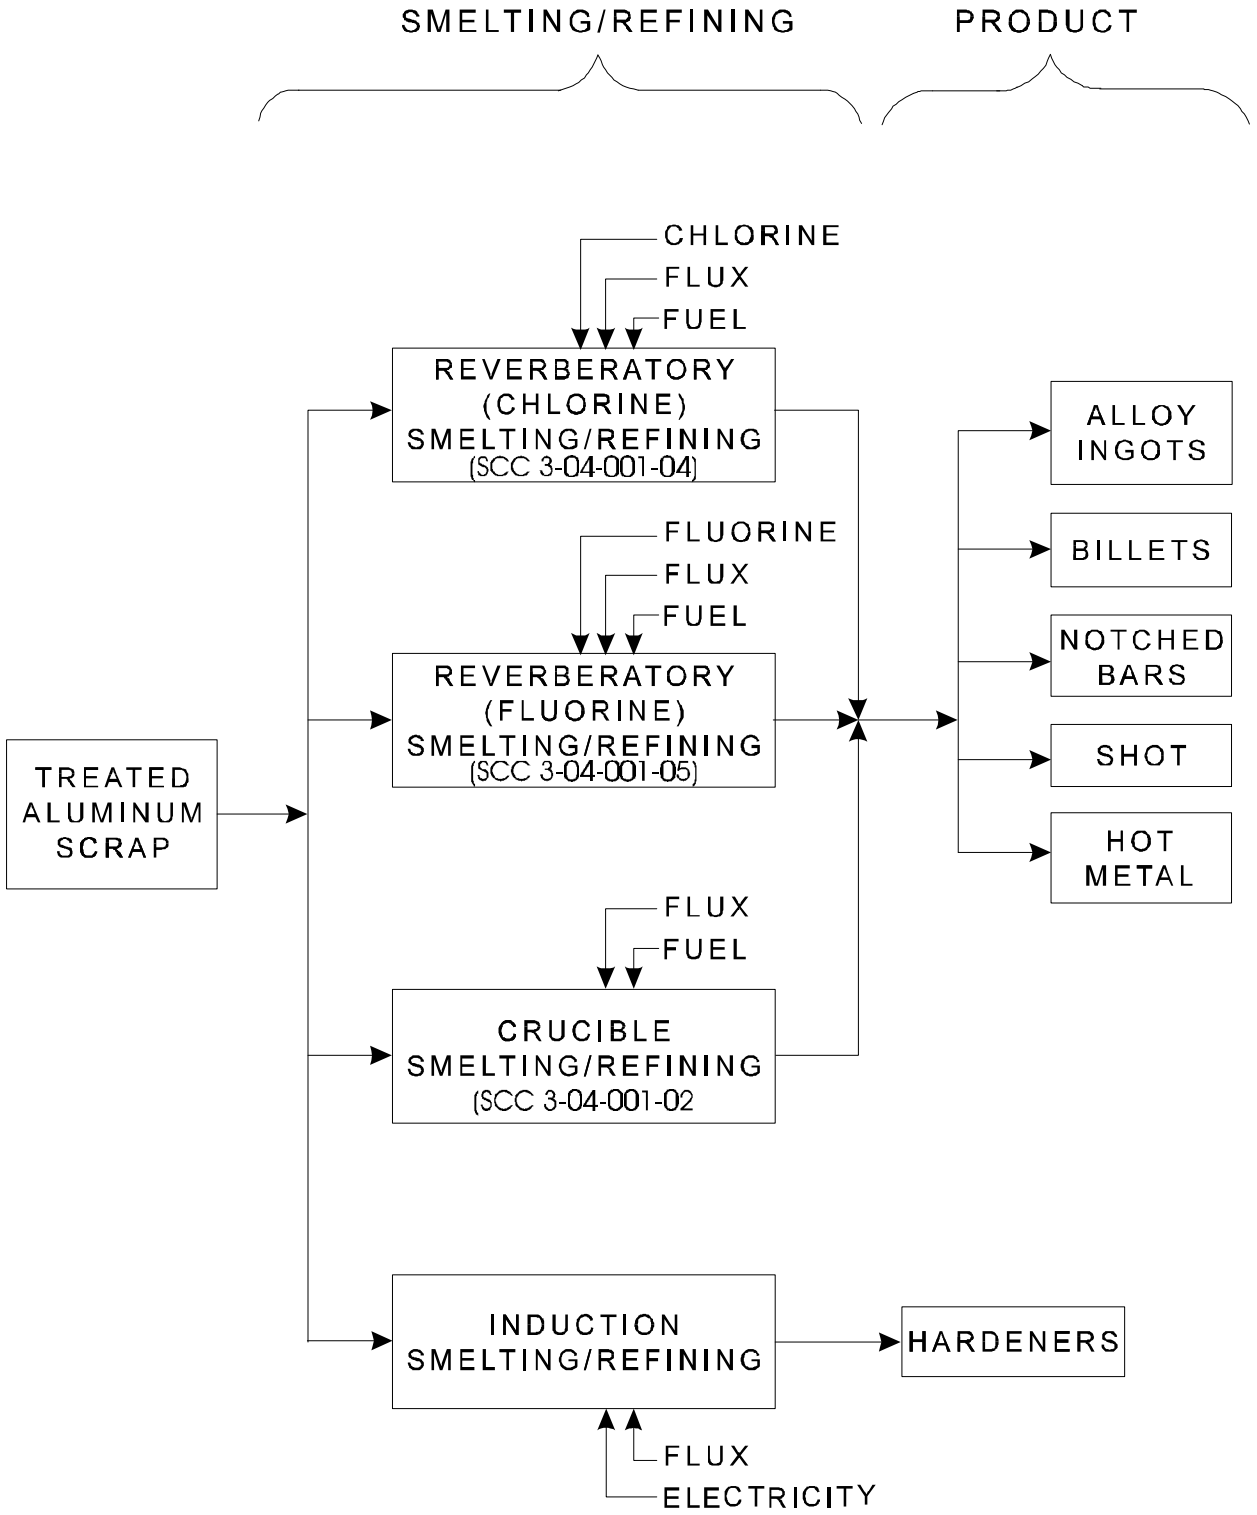 SMELTING/REFINING
PRODUCT
CHLORINE
FLUX
FUEL
REVERBERATORY
(CHLORINE)
SMELTING/REFINING
(SCC 3-04-001-04)
FLUORINE
FLUX
FUEL
REVERBERATORY
(FLUORINE)
SMELTING/REFINING
(SCC 3-04-001-05)
TREATED
ALUMINUM
SCRAP
FLUX
FUEL
CRUCIBLE
SMELTING/REFINING
(SCC 3-04-001-02
INDUCTION
SMELTING/REFINING
FLUX
ELECTRICITY
ALLOY
INGOTS
BILLETS
NOTCHED
BARS
SHOT
HOT
METAL
HARDENERS